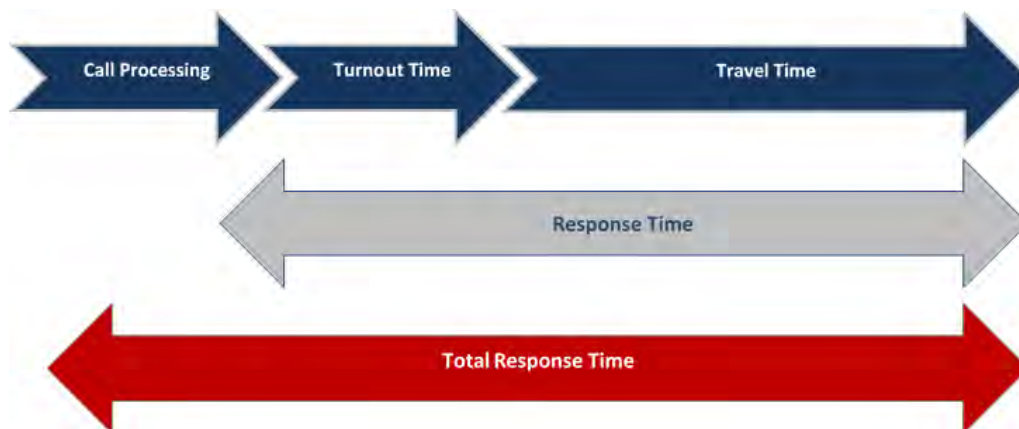 Call Processing
Turnout Time
Travel Time
Response Time
Total Response Time